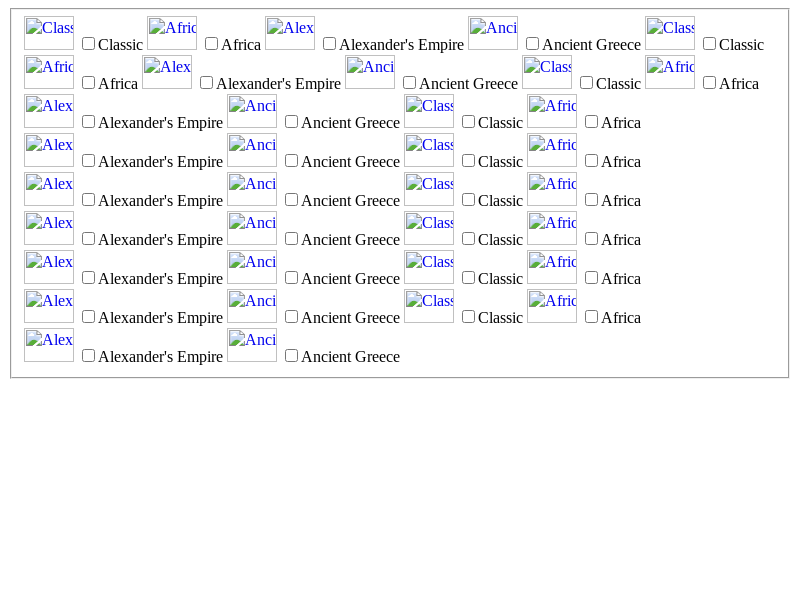 Class Classic Afric Africa Alex Alexander's Empire Anci Ancient Greece Class Classic
Afric Africa Alex Alexander's Empire Anci Ancient Greece Class Classic Afric Africa
Alex Alexander's Empire Anci Ancient Greece Class Classic Afric Africa
Alex Alexander's Empire Anci Ancient Greece Class Classic Afric Africa
Alex Alexander's Empire Anci Ancient Greece Class Classic Afric Africa
Alex Alexander's Empire Anci Ancient Greece Class Classic Afric Africa
Alex Alexander's Empire Anci Ancient Greece Class Classic Afric Africa
Alex Alexander's Empire Anci Ancient Greece Class Classic Afric Africa
Alex Alexander's Empire Anci Ancient Greece